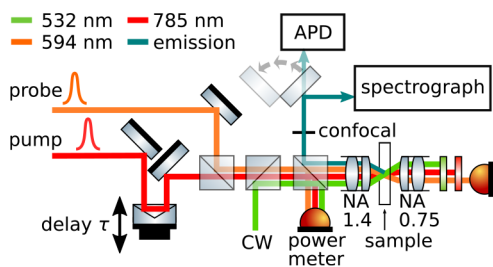 532 nm
785 nm
594 nm
emission
APD
spectrograph
probe
pump
confocal
delay τ
CW
power
meter
NA
1.4
sample
NA
0.75